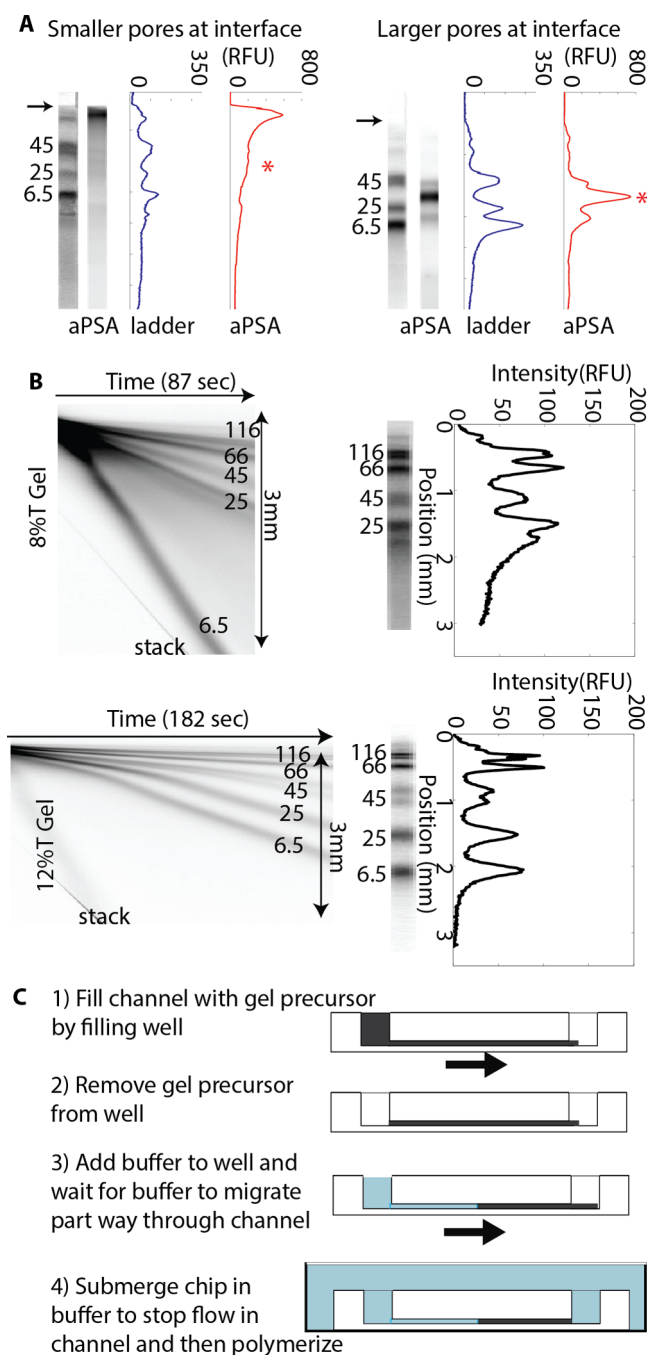 A
Smaller pores at interface
(RFU)
0
350
0
800
45
25
6.5
*
aPSA ladder
aPSA
Larger pores at interface
(RFU)
0
350
0
800
45
25
6.5
*
aPSA
ladder
aPSA
B
Time (87 sec)
8%T Gel
116
66
45
25
6.5
3mm
stack
Intensity(RFU)
0
50
100
150
200
116
66
45
25
Position (mm)
0
1
2
3
Time (182 sec)
12%T Gel
116
66
45
25
6.5
3mm
stack
Intensity(RFU)
0
50
100
150
200
116
66
45
25
6.5
Position (mm)
0
1
2
3
C
1) Fill channel with gel precursor
by filling well
2) Remove gel precursor
from well
3) Add buffer to well and
wait for buffer to migrate
part way through channel
4) Submerge chip in
buffer to stop flow in
channel and then polymerize